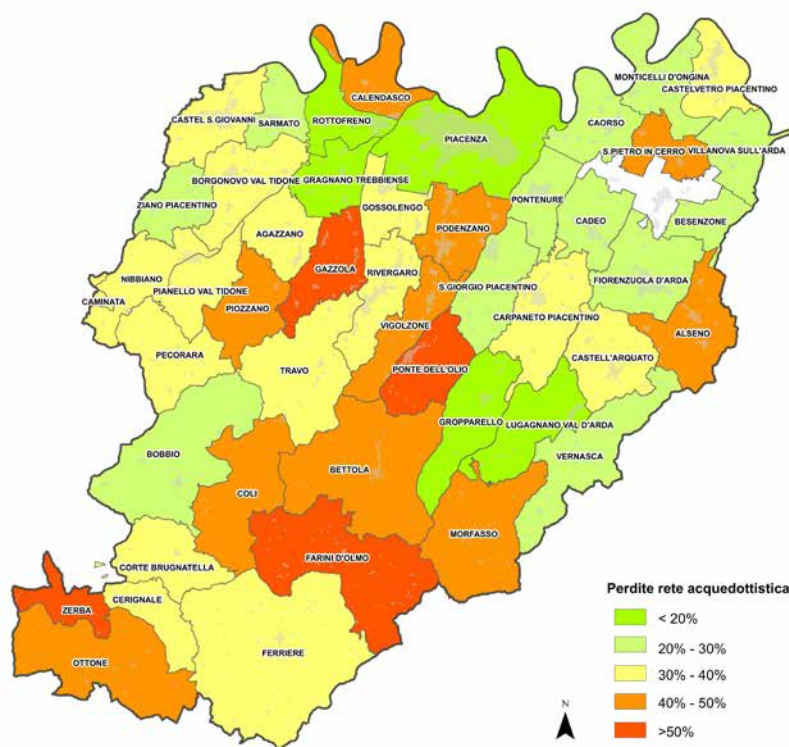 MONTICELLI D'ONGINA
CASTELVETRO PIACENTINO
CALENDASCO
CASTEL S.GIOVANNI
SARMATO
ROTTOFRENO
CAORSO
PIACENZA
S.PIETRO IN CERRO
VILLANOVA SULL'ARDA
BORGONOVO VAL TIDONE
GRAGNANO TREBBIENSE
ZIANO PIACENTINO
GOSSOLENGO
PONTENURE
BESENZONE
CADEO
PODENZANO
AGAZZANO
GAZZOLA
RIVERGARO
NIBBIANO
FIORENZUOLA D'ARDA
S.GIORGIO PIACENTINO
PIANELLO VAL TIDONE
CAMINATA
PIOZZANO
CARPANETO PIACENTINO
VIGOLZONE
ALSENO
PECORARA
CASTELL'ARQUATO
TRAVO
PONTE DELL'OLIO
GROPPARELLO
LUGAGNANO VAL D'ARDA
BOBBIO
VERNASCA
BETTOLA
COLI
MORFASSO
FARINI D'OLMO
CORTE BRUGNATELLA
CERIGNALE
ZERBA
FERRIERE
OTTONE
Perdite rete acquedottistica
< 20%
20% - 30%
30% - 40%
40% - 50%
>50%
N